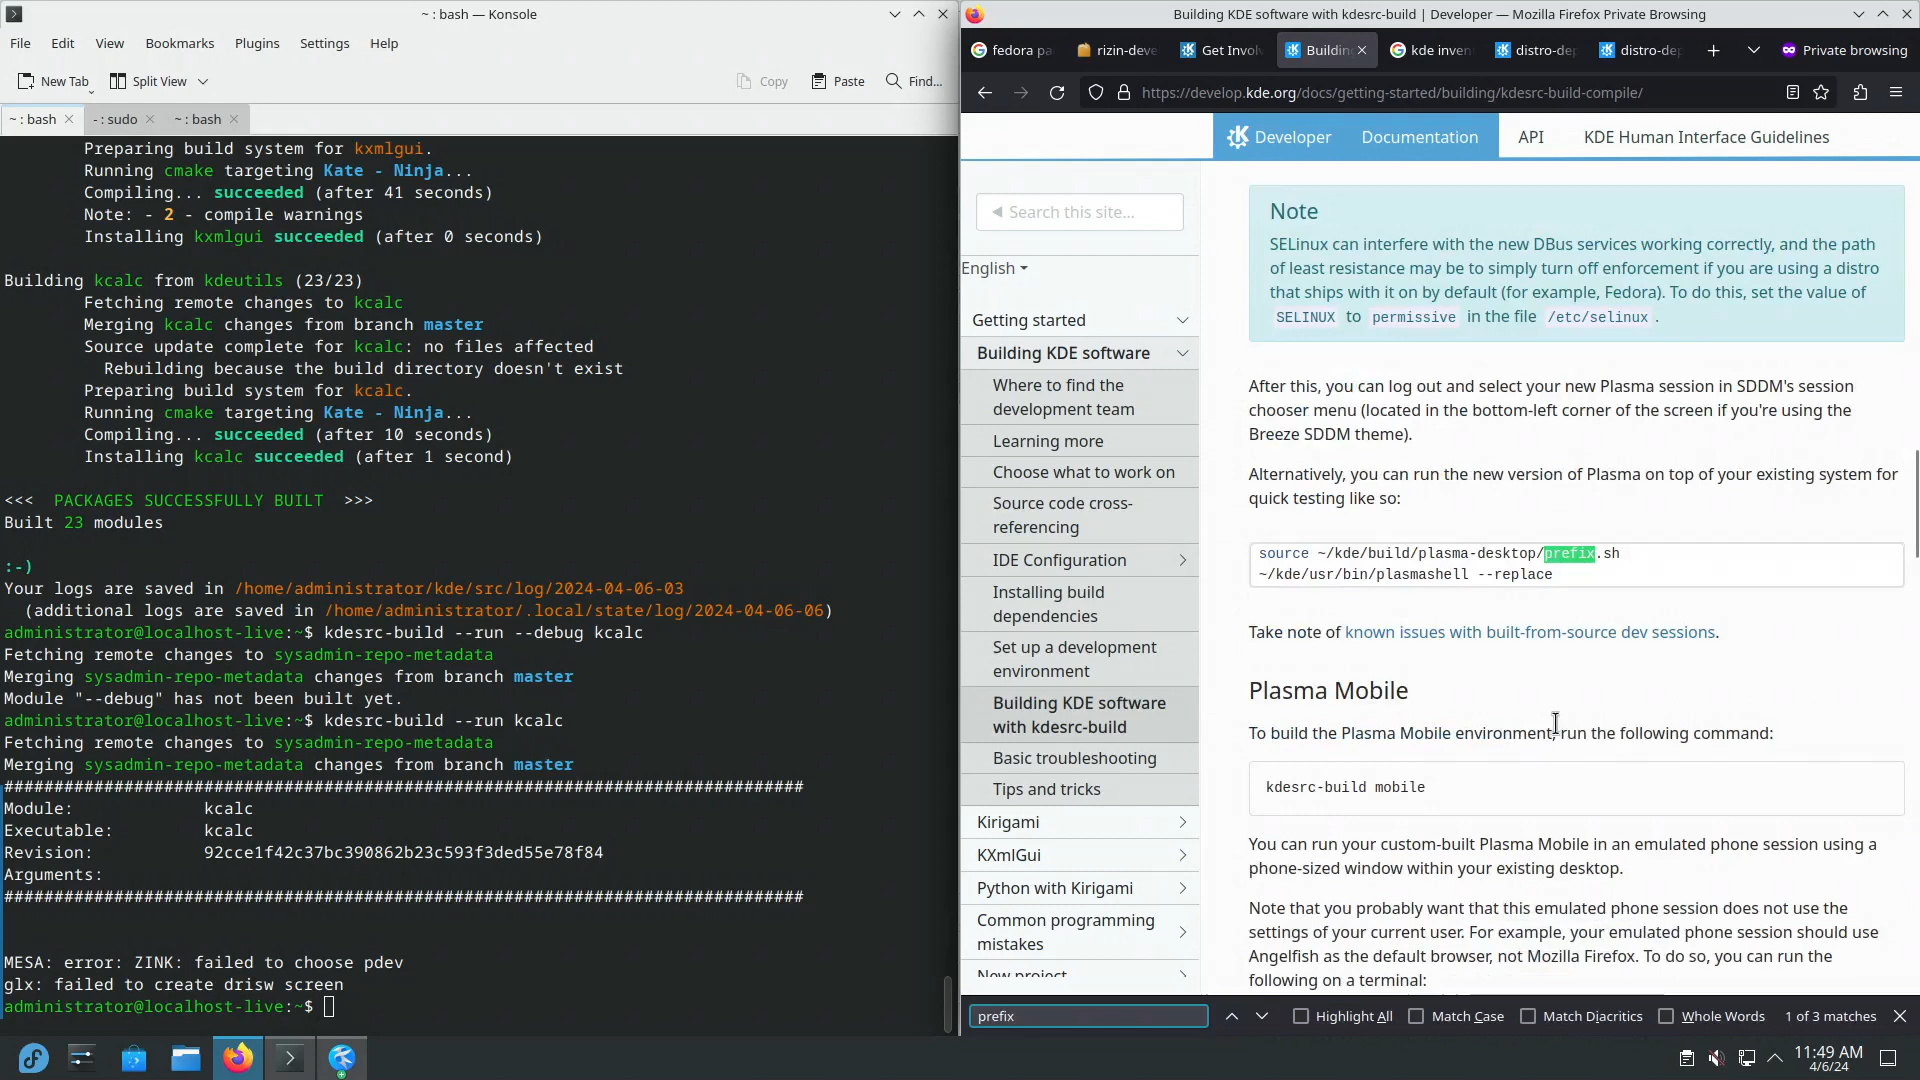 ~ : bash — Konsole
File Edit View Bookmarks Plugins Settings Help
New Tab Split View Copy Paste Find...
~ : bash - : sudo ~ : bash
Preparing build system for kxmlgui.
Running cmake targeting Kate - Ninja...
Compiling... succeeded (after 41 seconds)
Note: - 2 - compile warnings
Installing kxmlgui succeeded (after 0 seconds)
Building kcalc from kdeutils (23/23)
Fetching remote changes to kcalc
Merging kcalc changes from branch master
Source update complete for kcalc: no files affected
Rebuilding because the build directory doesn't exist
Preparing build system for kcalc.
Running cmake targeting Kate - Ninja...
Compiling... succeeded (after 10 seconds)
Installing kcalc succeeded (after 1 second)
<<<  PACKAGES SUCCESSFULLY BUILT  >>>
Built 23 modules
:-)
Your logs are saved in /home/administrator/kde/src/log/2024-04-06-03
(additional logs are saved in /home/administrator/.local/state/log/2024-04-06-06)
administrator@localhost-live:~$ kdesrc-build --run --debug kcalc
Fetching remote changes to sysadmin-repo-metadata
Merging sysadmin-repo-metadata changes from branch master
Module "--debug" has not been built yet.
administrator@localhost-live:~$ kdesrc-build --run kcalc
Fetching remote changes to sysadmin-repo-metadata
Merging sysadmin-repo-metadata changes from branch master
################################################################################
Module: kcalc
Executable: kcalc
Revision: 92cce1f42c37bc390862b23c593f3ded55e78f84
Arguments:
################################################################################
MESA: error: ZINK: failed to choose pdev
glx: failed to create drisw screen
administrator@localhost-live:~$
Building KDE software with kdesrc-build | Developer — Mozilla Firefox Private Browsing
fedora pa rizin-deve Get Invol Building kde inven distro-dep distro-dep Private browsing
https://develop.kde.org/docs/getting-started/building/kdesrc-build-compile/
Developer Documentation API KDE Human Interface Guidelines
Search this site...
English
Getting started
Building KDE software
Where to find the
development team
Learning more
Choose what to work on
Source code cross-
referencing
IDE Configuration
Installing build
dependencies
Set up a development
environment
Building KDE software
with kdesrc-build
Basic troubleshooting
Tips and tricks
Kirigami
KXmlGui
Python with Kirigami
Common programming
mistakes
New project
Note
SELinux can interfere with the new DBus services working correctly, and the path
of least resistance may be to simply turn off enforcement if you are using a distro
that ships with it on by default (for example, Fedora). To do this, set the value of
SELINUX to permissive in the file /etc/selinux .
After this, you can log out and select your new Plasma session in SDDM's session
chooser menu (located in the bottom-left corner of the screen if you're using the
Breeze SDDM theme).
Alternatively, you can run the new version of Plasma on top of your existing system for
quick testing like so:
source ~/kde/build/plasma-desktop/prefix.sh
~/kde/usr/bin/plasmashell --replace
Take note of known issues with built-from-source dev sessions.
Plasma Mobile
To build the Plasma Mobile environment, run the following command:
kdesrc-build mobile
You can run your custom-built Plasma Mobile in an emulated phone session using a
phone-sized window within your existing desktop.
Note that you probably want that this emulated phone session does not use the
settings of your current user. For example, your emulated phone session should use
Angelfish as the default browser, not Mozilla Firefox. To do so, you can run the
following on a terminal:
prefix Highlight All Match Case Match Diacritics Whole Words 1 of 3 matches
11:49 AM
4/6/24